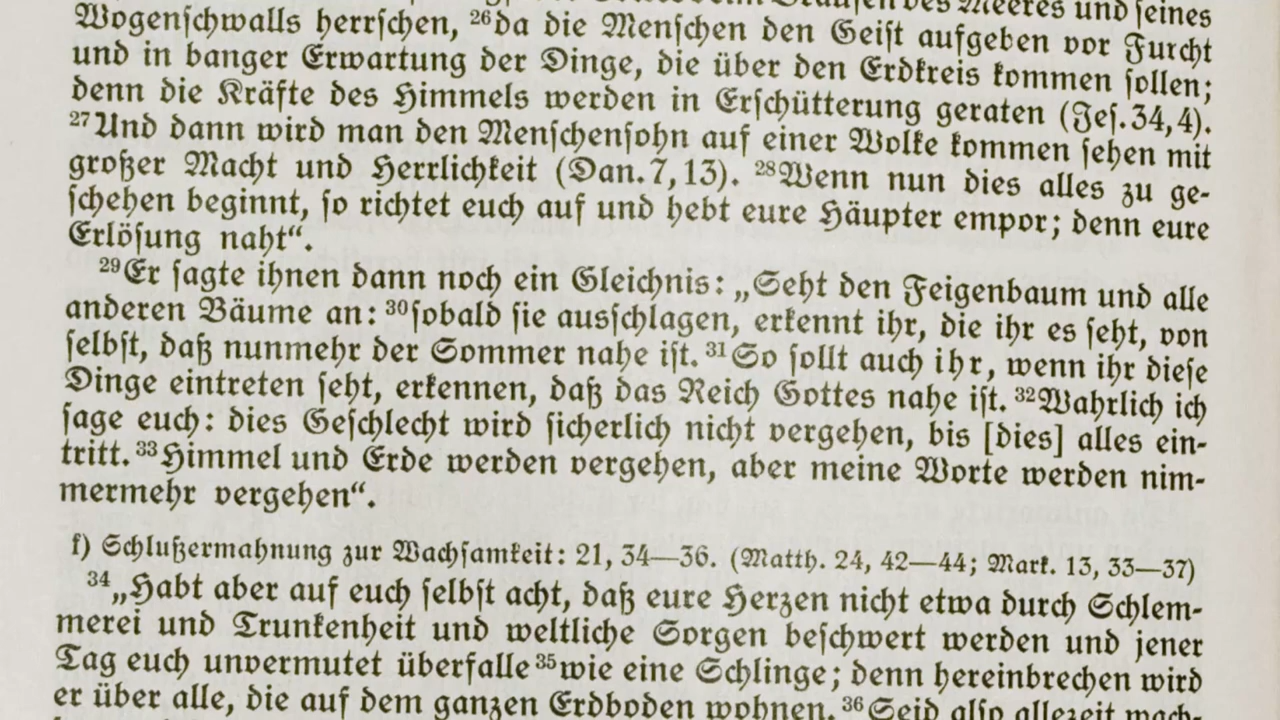 des Meeres und seines
Wogenschwalls herrschen, ²⁶da die Menschen den Geist aufgeben vor Furcht
und in banger Erwartung der Dinge, die über den Erdkreis kommen sollen;
denn die Kräfte des Himmels werden in Erschütterung geraten (Jes. 34, 4).
²⁷Und dann wird man den Menschensohn auf einer Wolke kommen sehen mit
großer Macht und Herrlichkeit (Dan. 7, 13). ²⁸Wenn nun dies alles zu ge-
schehen beginnt, so richtet euch auf und hebt eure Häupter empor; denn eure
Erlösung naht“.
²⁹Er sagte ihnen dann noch ein Gleichnis: „Seht den Feigenbaum und alle
anderen Bäume an: ³⁰sobald sie ausschlagen, erkennt ihr, die ihr es seht, von
selbst, daß nunmehr der Sommer nahe ist. ³¹So sollt auch ihr, wenn ihr diese
Dinge eintreten seht, erkennen, daß das Reich Gottes nahe ist. ³²Wahrlich ich
sage euch: dies Geschlecht wird sicherlich nicht vergehen, bis [dies] alles ein-
tritt. ³³Himmel und Erde werden vergehen, aber meine Worte werden nim-
mermehr vergehen“.
f) Schlußermahnung zur Wachsamkeit: 21, 34—36. (Matth. 24, 42—44; Mark. 13, 33—37)
³⁴„Habt aber auf euch selbst acht, daß eure Herzen nicht etwa durch Schlem-
merei und Trunkenheit und weltliche Sorgen beschwert werden und jener
Tag euch unvermutet überfalle ³⁵wie eine Schlinge; denn hereinbrechen wird
er über alle, die auf dem ganzen Erdboden wohnen. ³⁶Seid also allezeit wach-